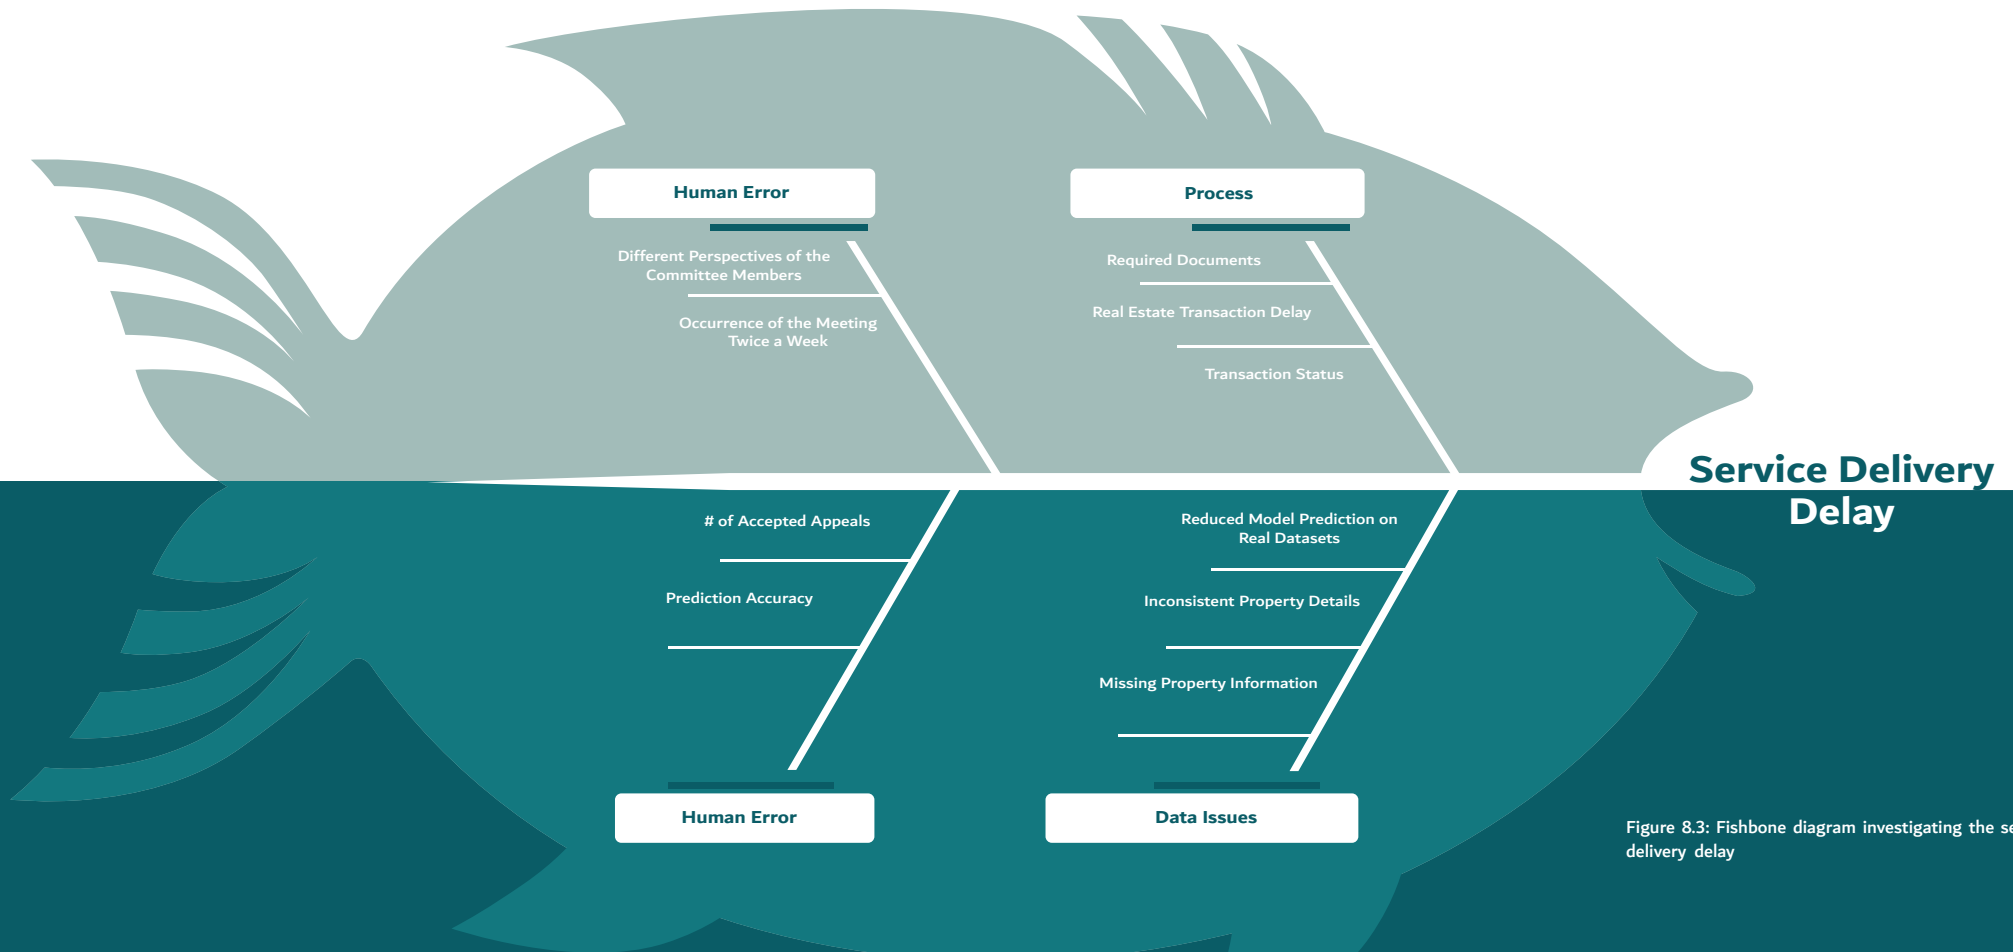 Human Error
Different Perspectives of the
Committee Members
Occurrence of the Meeting
Twice a Week
Process
Required Documents
Real Estate Transaction Delay
Transaction Status
Service Delivery
Delay
# of Accepted Appeals
Prediction Accuracy
Human Error
Reduced Model Prediction on
Real Datasets
Inconsistent Property Details
Missing Property Information
Data Issues
Figure 8.3: Fishbone diagram investigating the
delivery delay